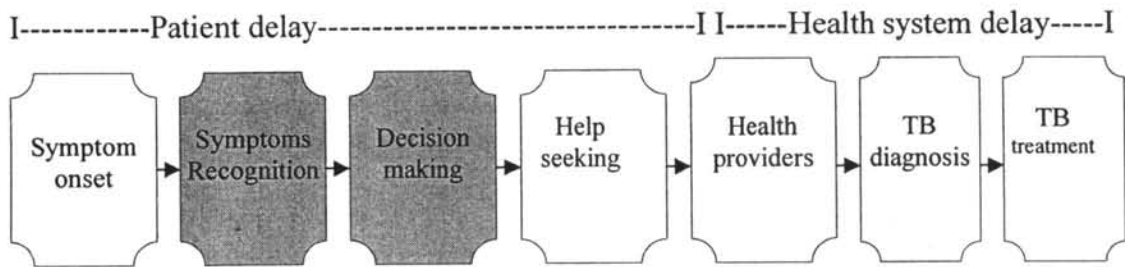 I------------Patient delay-----------------------------------I I------Health system delay-----I
Symptom
onset
Symptoms
Recognition
Decision
making
Help
seeking
Health
providers
TB
diagnosis
TB
treatment